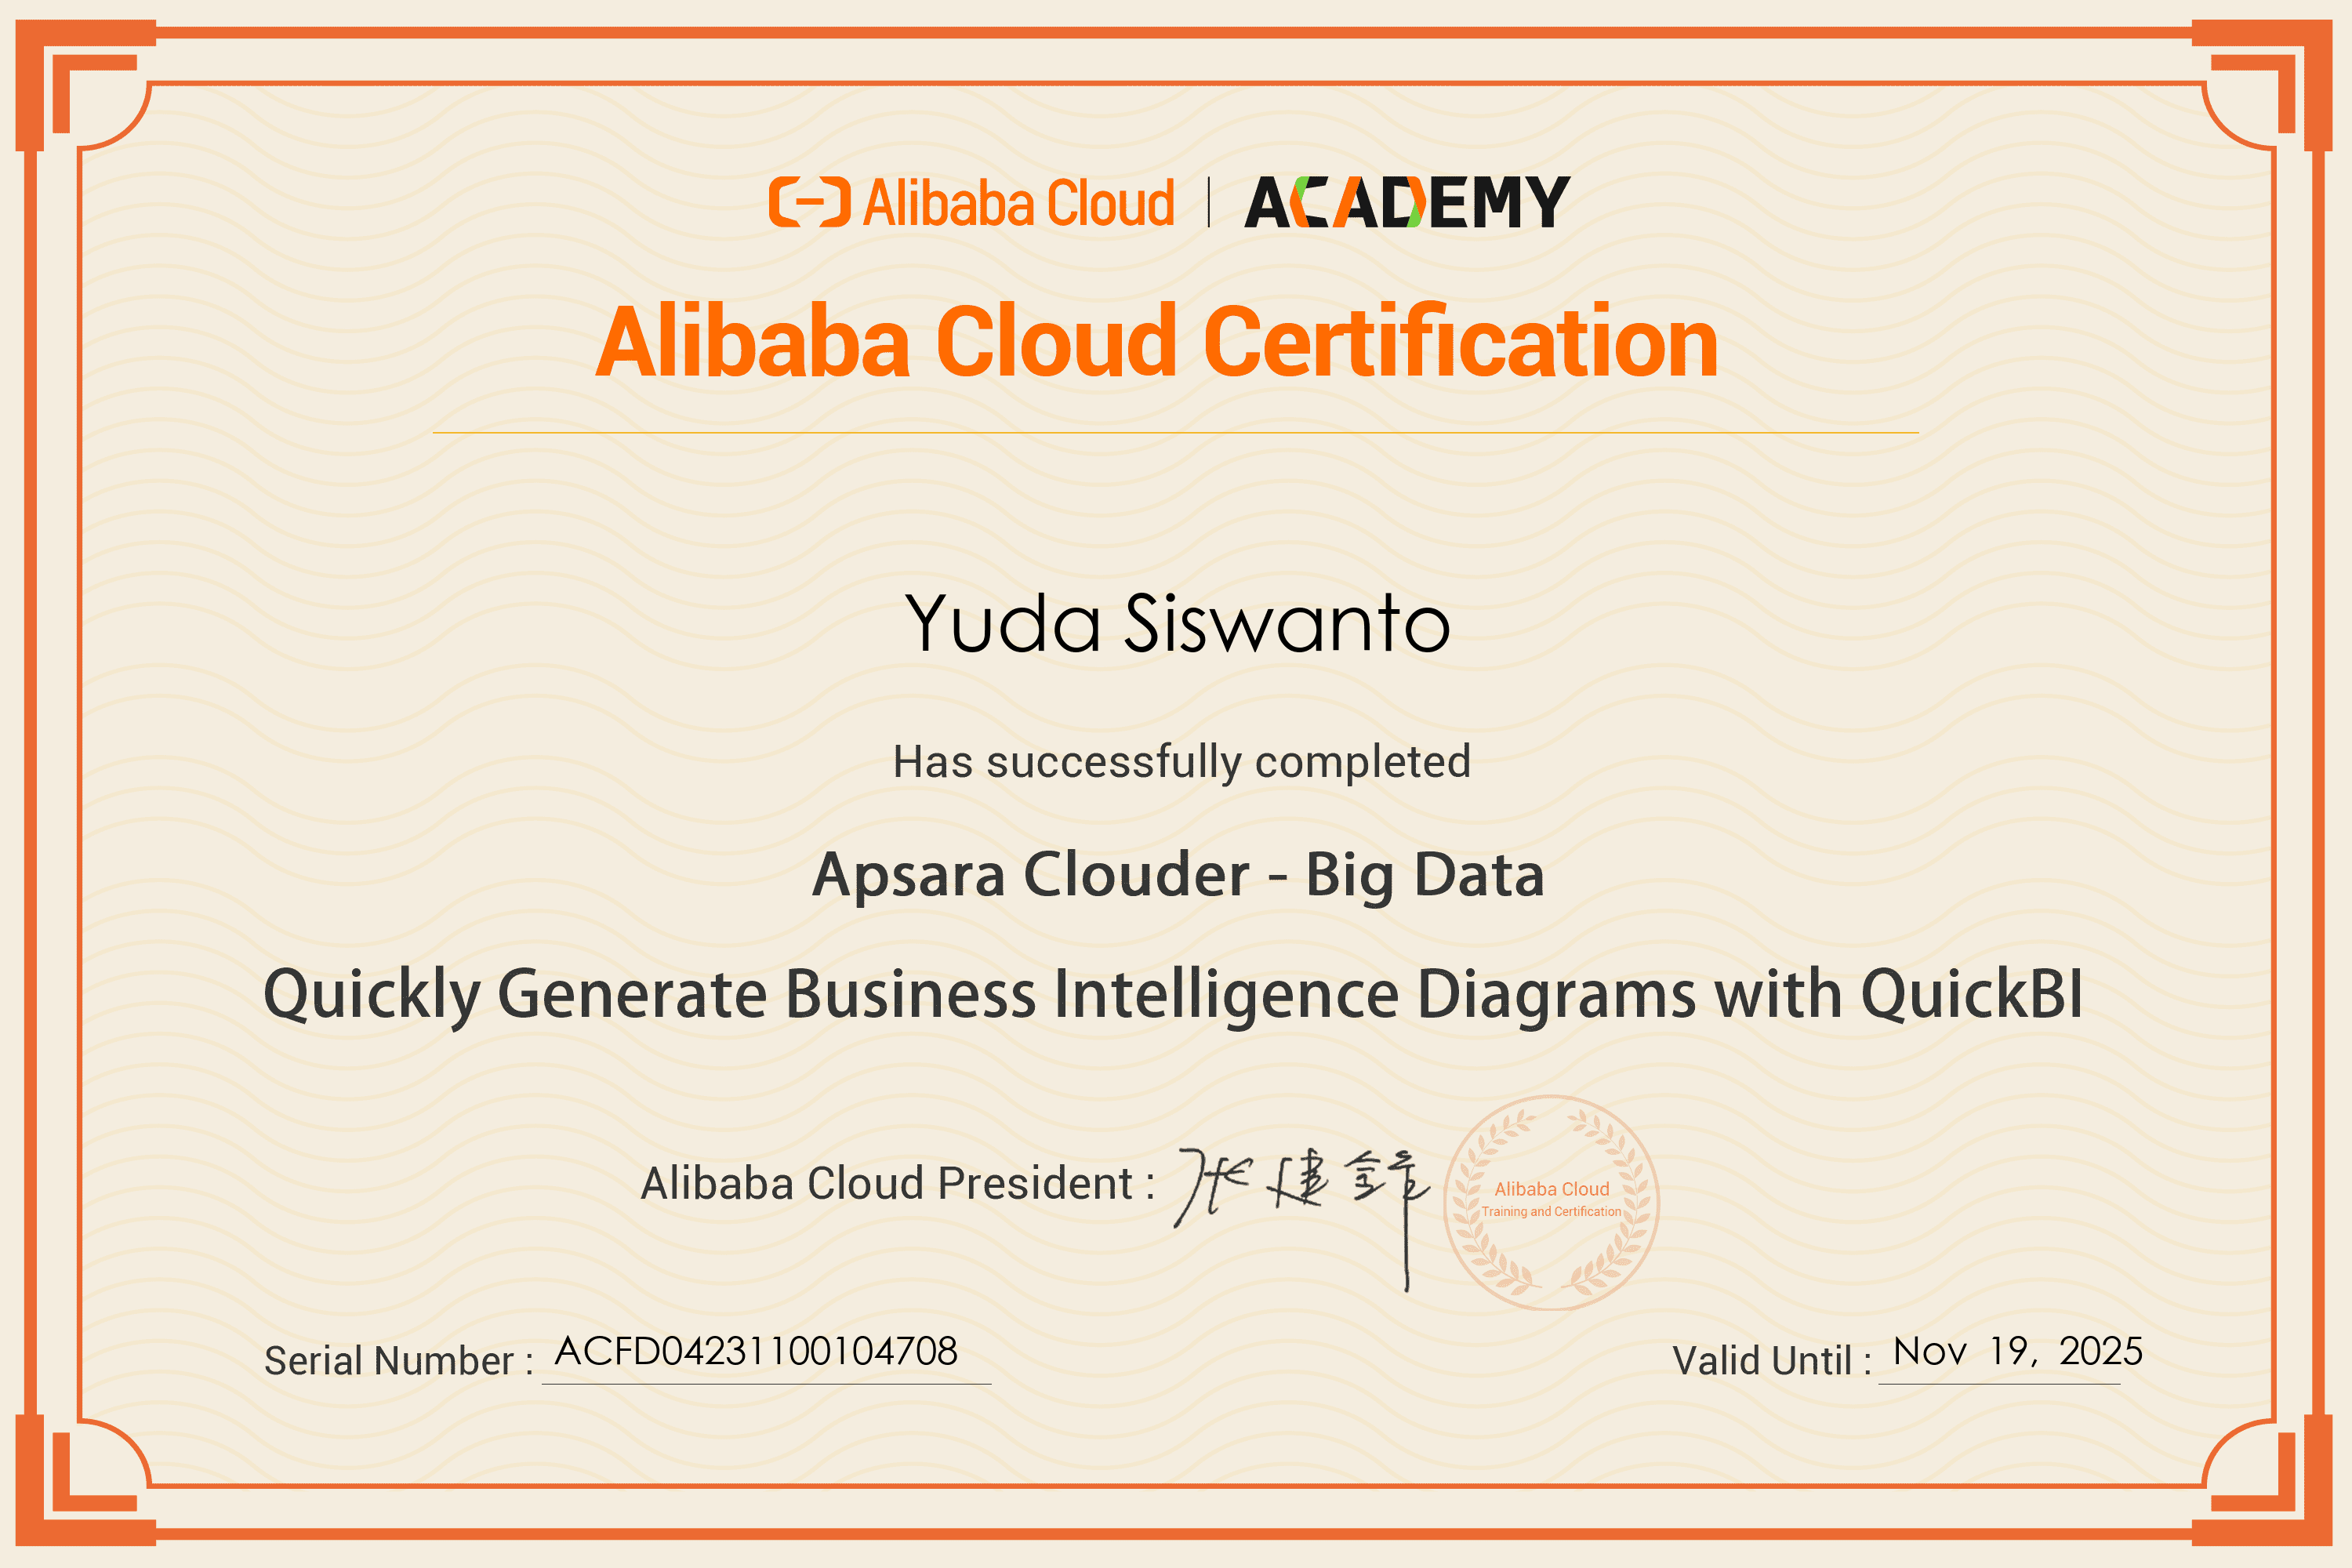 Alibaba Cloud | ACADEMY
Alibaba Cloud Certification
Yuda Siswanto
Has successfully completed
Apsara Clouder - Big Data
Quickly Generate Business Intelligence Diagrams with QuickBI
Alibaba Cloud President : 张建锋
Alibaba Cloud
Training and Certification
Serial Number : ACFD04231100104708
Valid Until : Nov 19, 2025